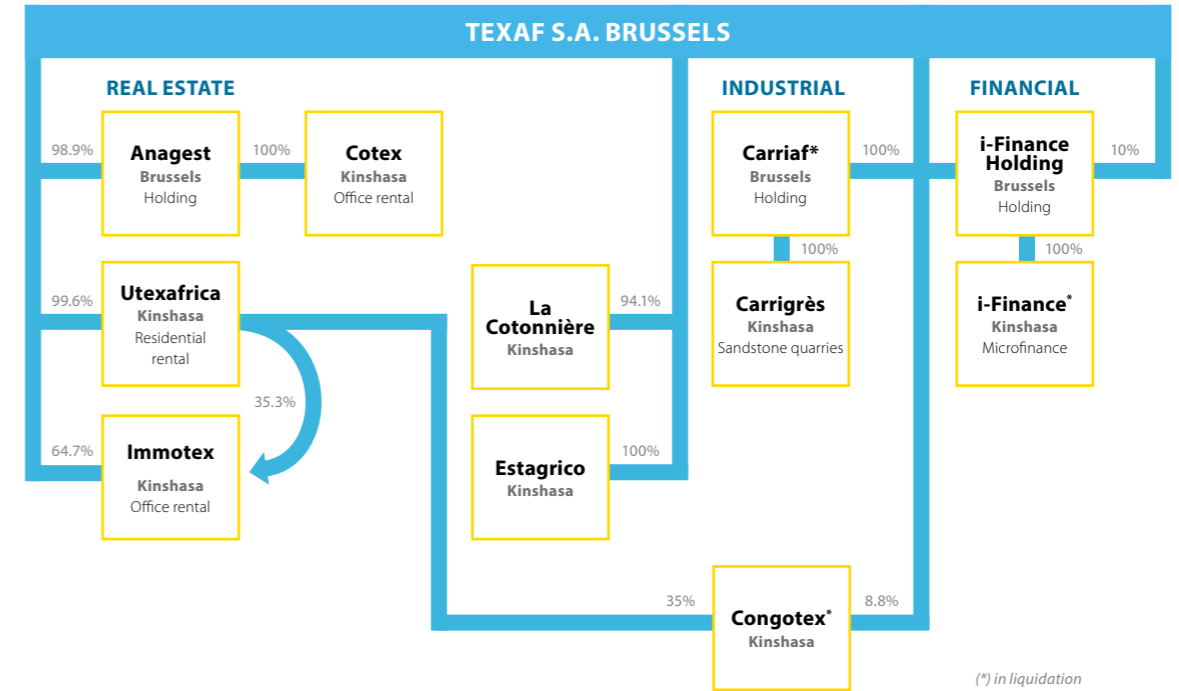 TEXAF S.A. BRUSSELS
REAL ESTATE
INDUSTRIAL
FINANCIAL
98.9%
Anagest
Brussels
Holding
100%
Cotex
Kinshasa
Office rental
Carriaf*
Brussels
Holding
100%
i-Finance
Holding
Brussels
Holding
10%
100%
100%
99.6%
Utexafrica
Kinshasa
Residential
rental
La
Cotonnière
Kinshasa
94.1%
Carrigrès
Kinshasa
Sandstone quarries
i-Finance*
Kinshasa
Microfinance
35.3%
64.7%
Immotex
Kinshasa
Office rental
Estagrico
Kinshasa
100%
35%
Congotex*
Kinshasa
8.8%
(*) in liquidation